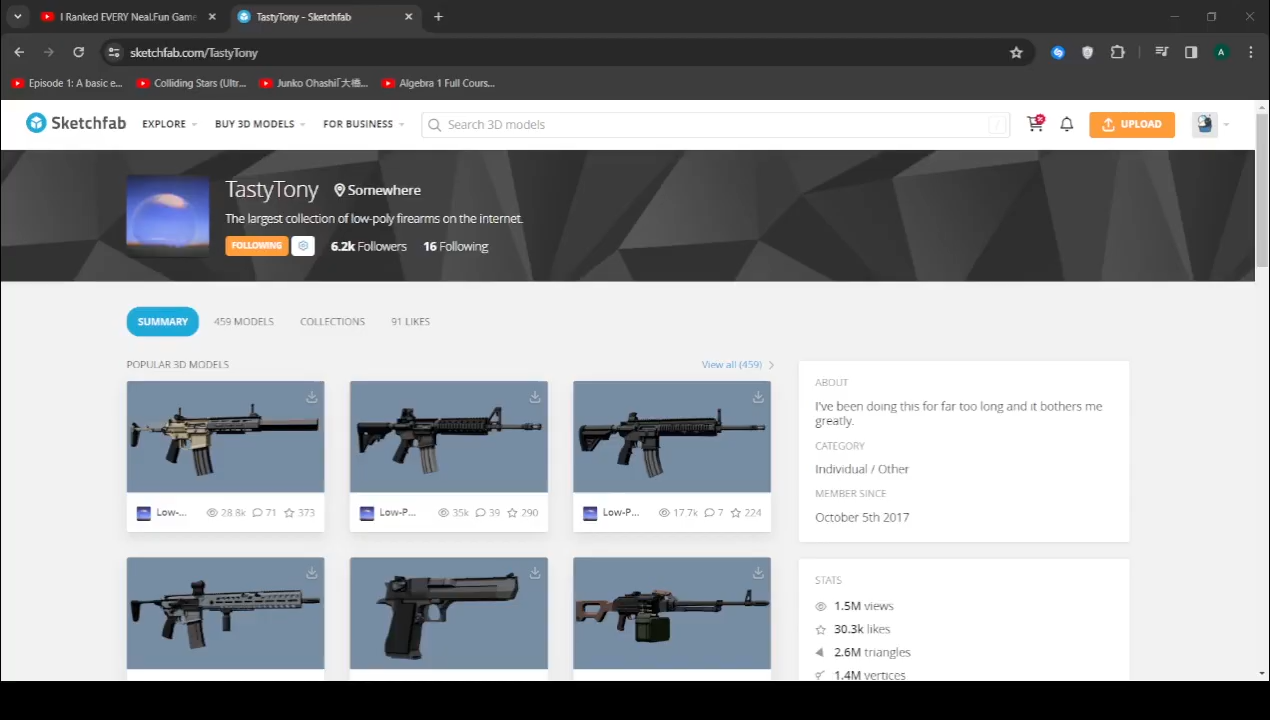 I Ranked EVERY Neal.Fun Game
TastyTony - Sketchfab
sketchfab.com/TastyTony
A
Episode 1: A basic e...
Colliding Stars (Ultr...
Junko Ohashi「大橋...
Algebra 1 Full Cours...
Sketchfab
EXPLORE
BUY 3D MODELS
FOR BUSINESS
Search 3D models
/
UPLOAD
TastyTony
Somewhere
The largest collection of low-poly firearms on the internet.
FOLLOWING
6.2k Followers
16 Following
SUMMARY
459 MODELS
COLLECTIONS
91 LIKES
POPULAR 3D MODELS
View all (459)
Low-...
28.8k
71
373
Low-P...
35k
39
290
Low-P...
17.7k
7
224
ABOUT
I've been doing this for far too long and it bothers me
greatly.
CATEGORY
Individual / Other
MEMBER SINCE
October 5th 2017
STATS
1.5M views
30.3k likes
2.6M triangles
1.4M vertices